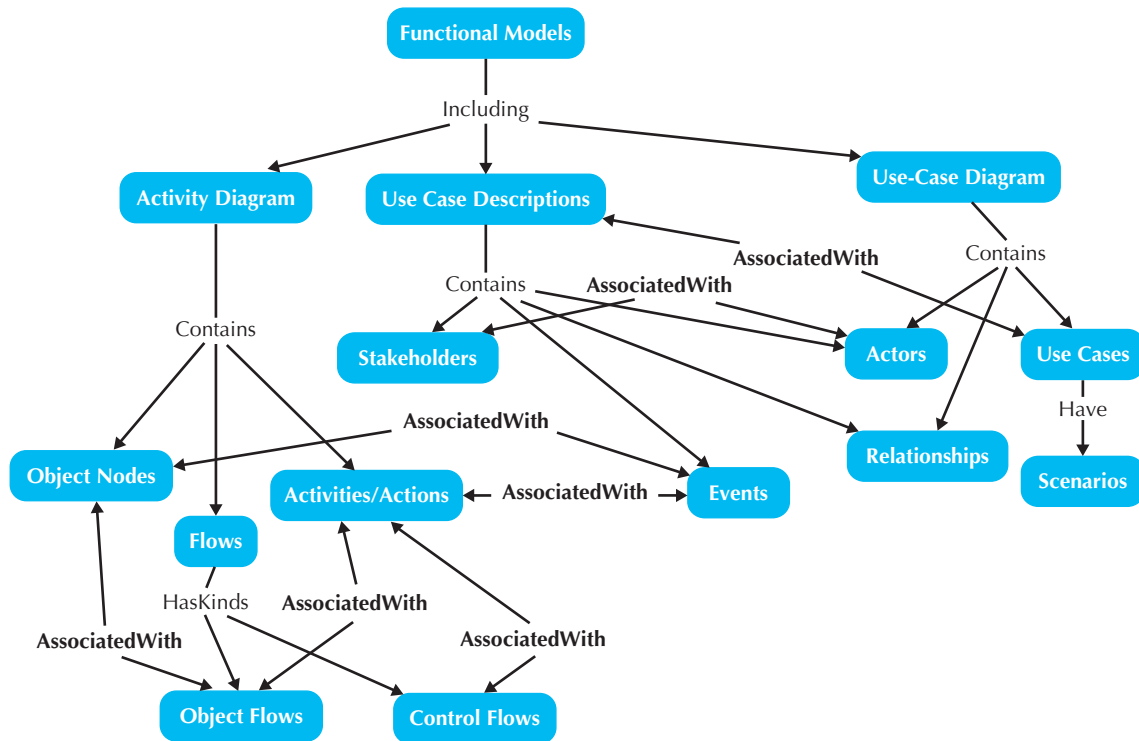 Functional Models
Including
Activity Diagram
Use Case Descriptions
Use-Case Diagram
AssociatedWith
Contains
Contains
AssociatedWith
Contains
Stakeholders
Actors
Use Cases
Have
AssociatedWith
Object Nodes
Activities/Actions
AssociatedWith
Events
Relationships
Scenarios
Flows
HasKinds
AssociatedWith
AssociatedWith
AssociatedWith
Object Flows
Control Flows